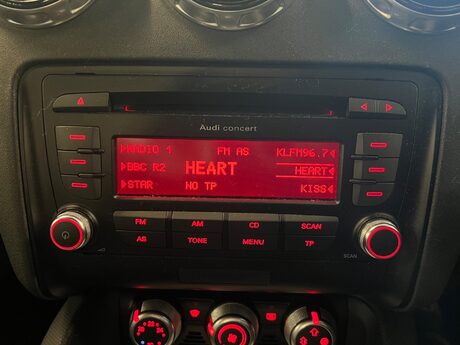 Audi concert
RADIO 1 FM AS KLFM96.7
BBC R2 HEART HEART
STAR NO TP KISS
FM AM CD SCAN
AS TONE MENU TP
SCAN